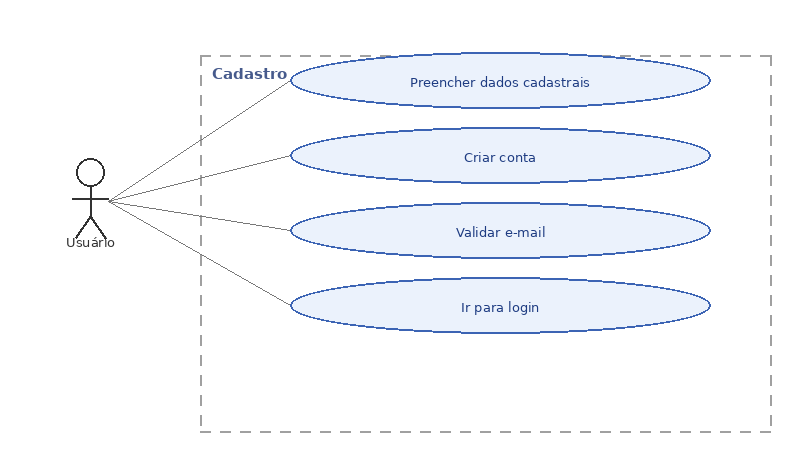 Cadastro
Preencher dados cadastrais
Criar conta
Validar e-mail
Usuário
Ir para login